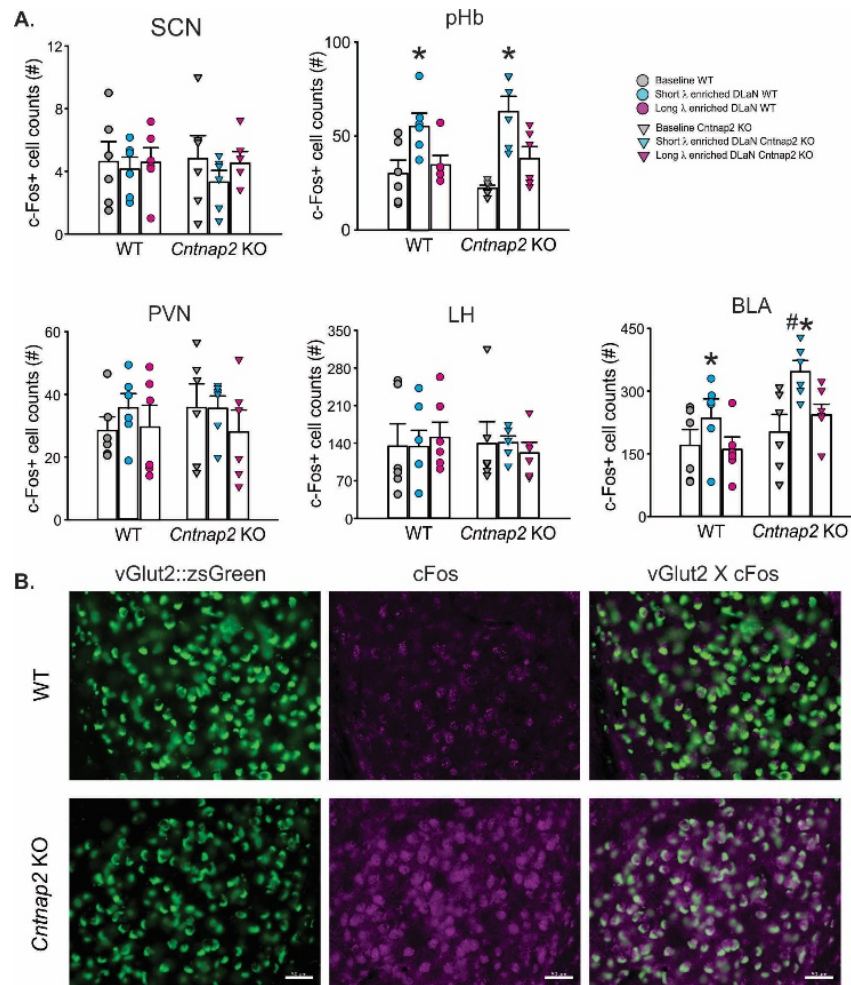 A.
SCN
c-Fos+ cell counts (#)
12
8
4
0
WT
Cntnap2 KO
pHb
c-Fos+ cell counts (#)
100
50
0
*
*
WT
Cntnap2 KO
Baseline WT
Short λ enriched DLaN WT
Long λ enriched DLaN WT
Baseline Cntnap2 KO
Short λ enriched DLaN Cntnap2 KO
Long λ enriched DLaN Cntnap2 KO
PVN
c-Fos+ cell counts (#)
60
40
20
0
WT
Cntnap2 KO
LH
c-Fos+ cell counts (#)
350
280
210
140
70
0
WT
Cntnap2 KO
BLA
c-Fos+ cell counts (#)
450
300
150
0
*
#*
WT
Cntnap2 KO
B.
vGlut2::zsGreen
cFos
vGlut2 X cFos
WT
Cntnap2 KO